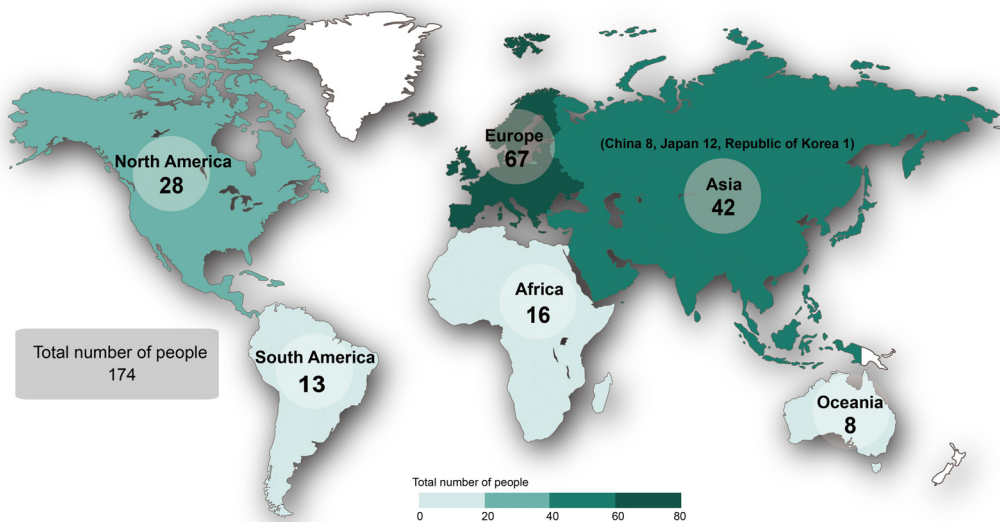 North America
28
Europe
67
(China 8, Japan 12, Republic of Korea 1)
Asia
42
Africa
16
Total number of people
174
South America
13
Oceania
8
Total number of people
0 20 40 60 80